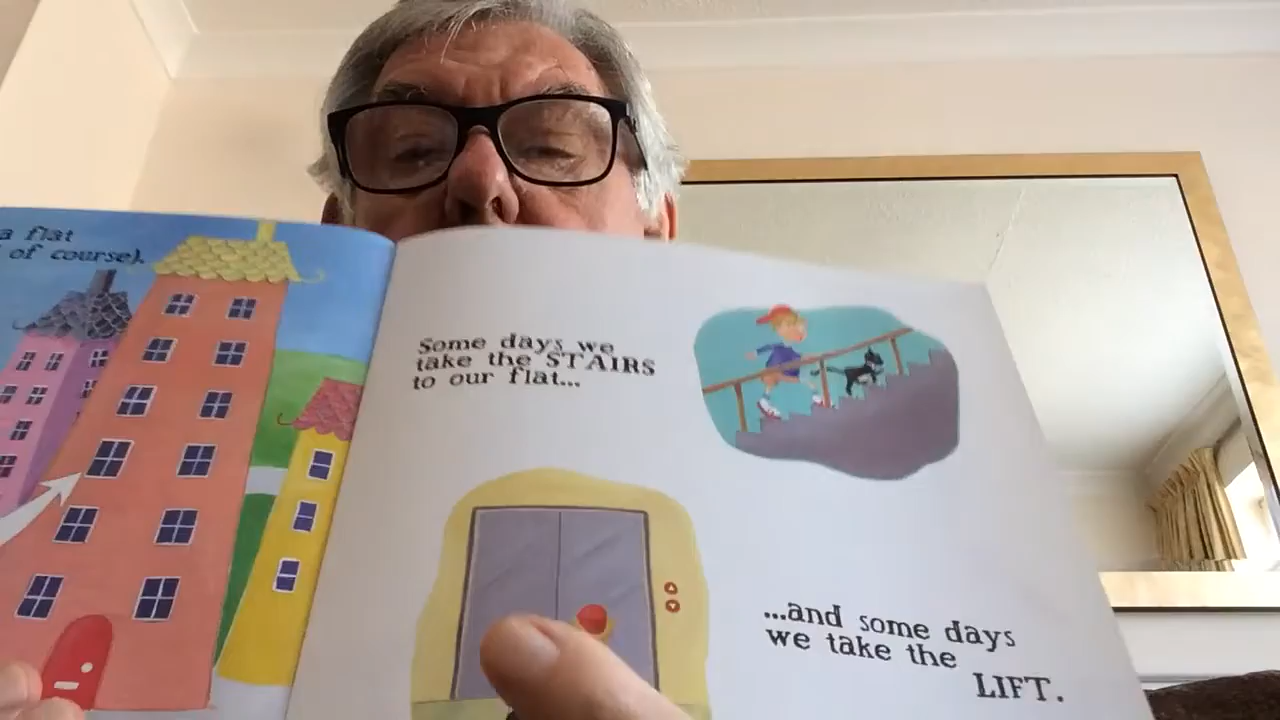 a flat
of course).
Some days we
take the STAIRS
to our flat...
...and some days
we take the
LIFT.